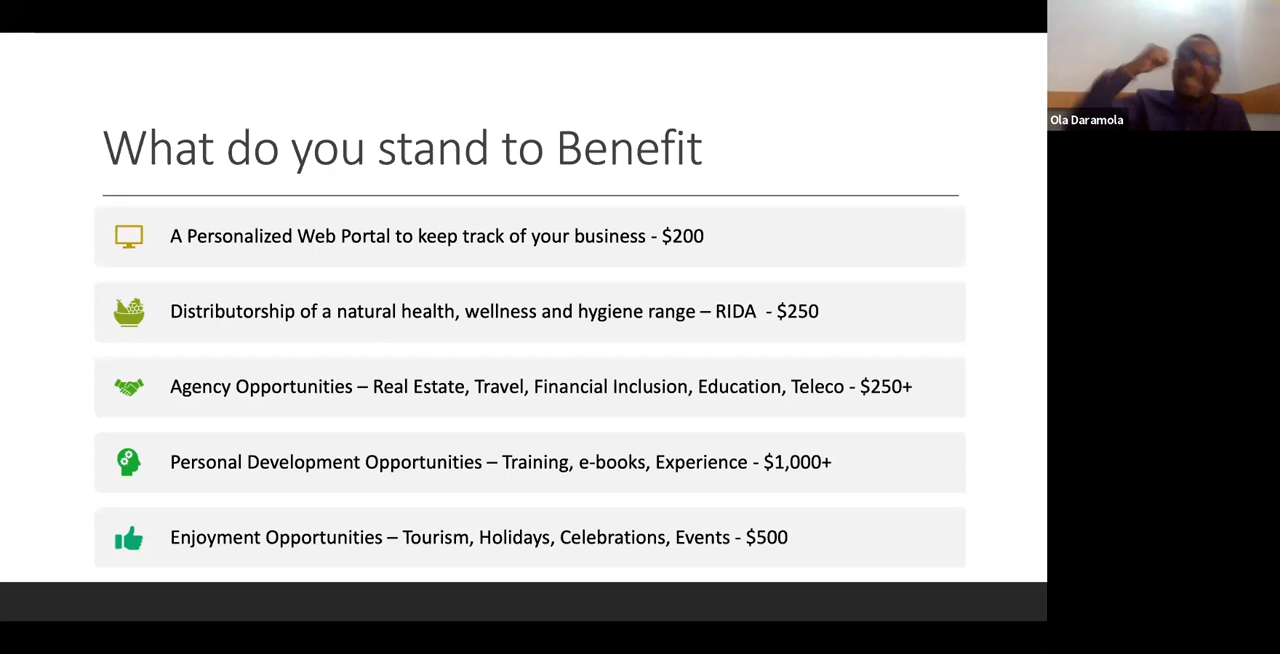 What do you stand to Benefit
A Personalized Web Portal to keep track of your business - $200
Distributorship of a natural health, wellness and hygiene range – RIDA - $250
Agency Opportunities – Real Estate, Travel, Financial Inclusion, Education, Teleco - $250+
Personal Development Opportunities – Training, e-books, Experience - $1,000+
Enjoyment Opportunities – Tourism, Holidays, Celebrations, Events - $500
Ola Daramola